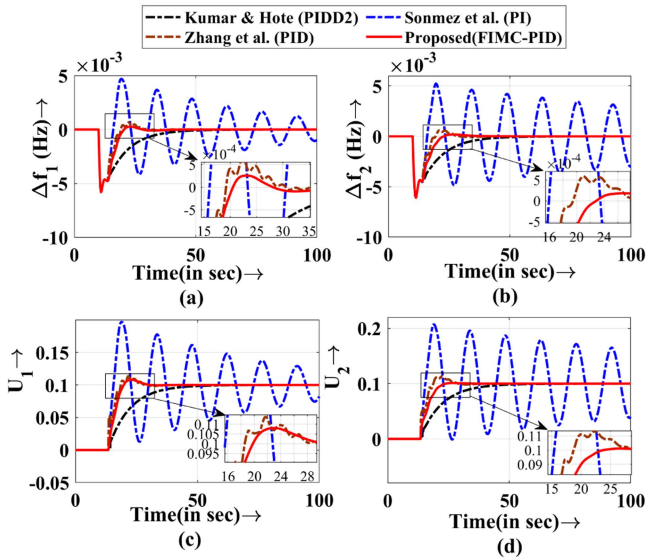 Kumar & Hote (PIDD2) Sonmez et al. (PI)
Zhang et al. (PID) Proposed(FIMC-PID)
×10⁻³
5
0
-5
-10
Δf₁ (Hz)→
×10⁻⁴
5
0
-5
15 20 25 30 35
0 50 100
Time(in sec)→
(a)
×10⁻³
5
0
-5
-10
Δf₂ (Hz)→
×10⁻⁴
5
0
-5
16 20 24
0 50 100
Time(in sec)→
(b)
0.15
0.1
0.05
0
-0.05
U₁→
0.11
0.105
0.1
0.095
16 20 24 28
0 50 100
Time(in sec)→
(c)
0.2
0.1
0
U₂→
0.11
0.1
0.09
15 20 25
0 50 100
Time(in sec)→
(d)